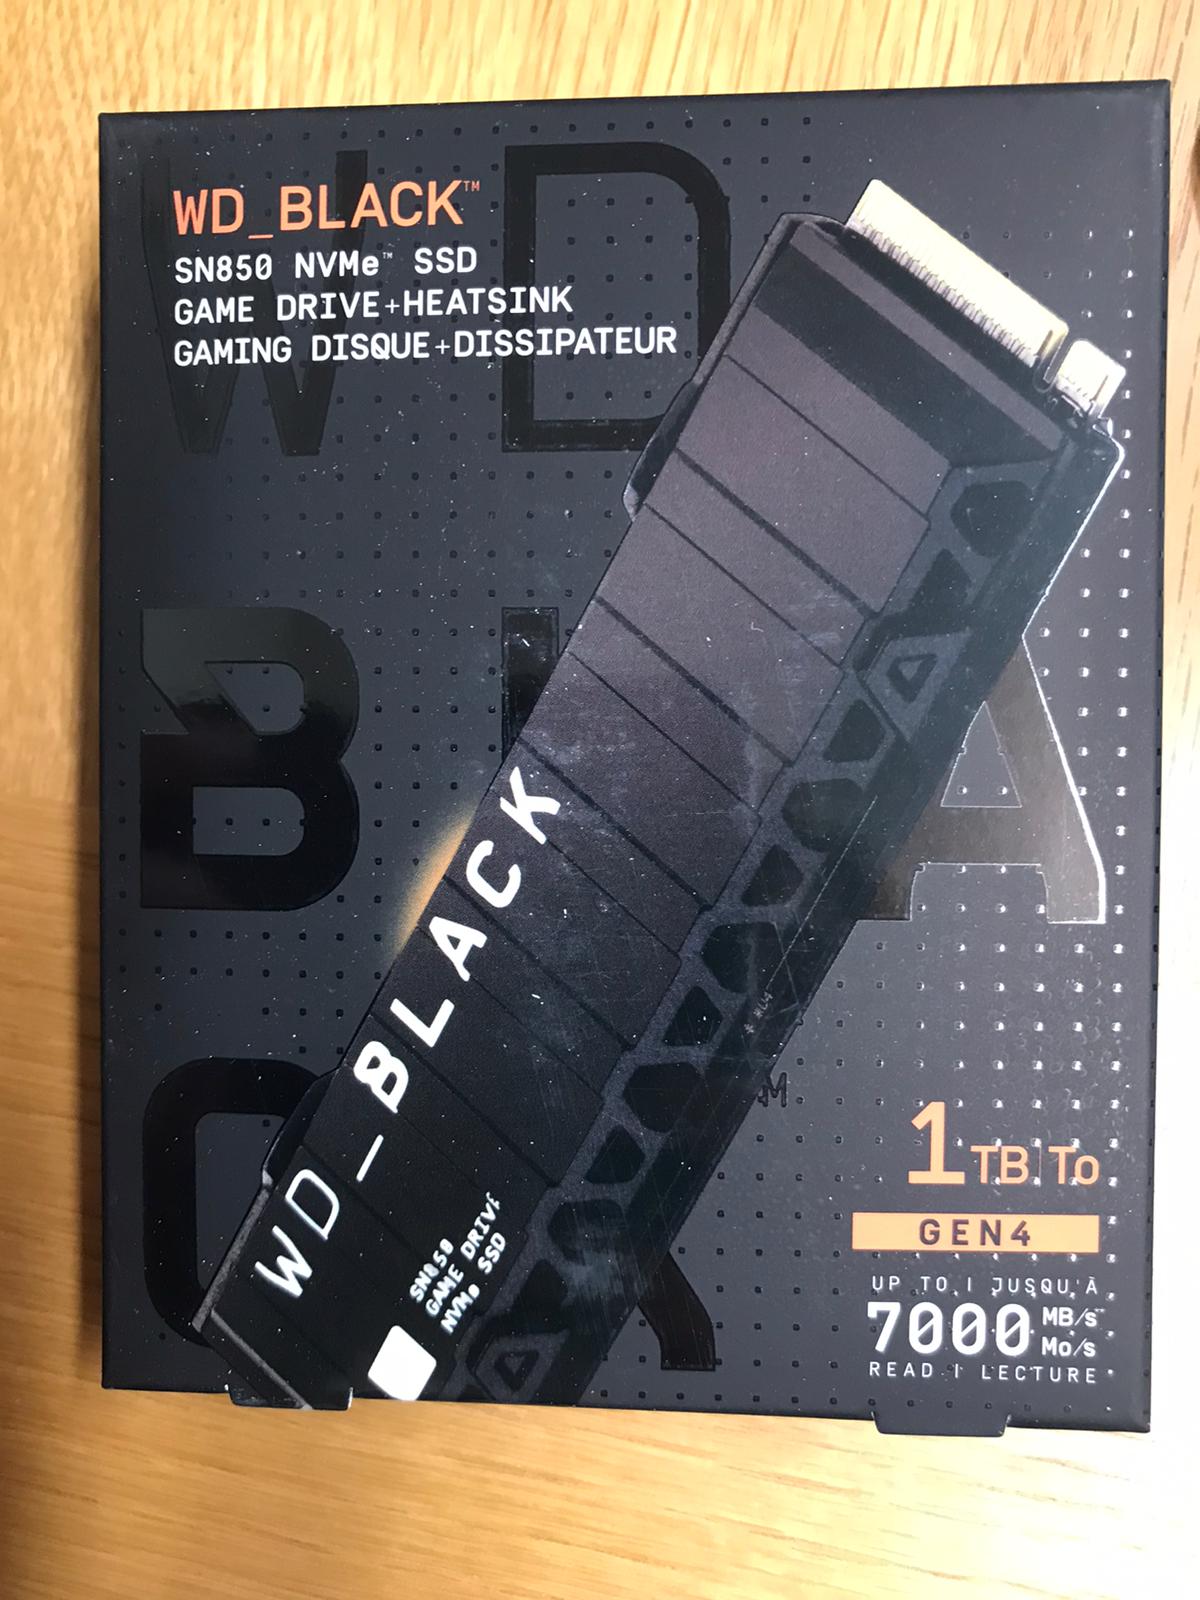 WD_BLACK™
SN850 NVMe™ SSD
GAME DRIVE+HEATSINK
GAMING DISQUE+DISSIPATEUR
WD_BLACK
SN850
GAME DRIVE
NVMe SSD
1TB|To
GEN4
UP TO | JUSQU'À
7000 MB/s
Mo/s
READ | LECTURE